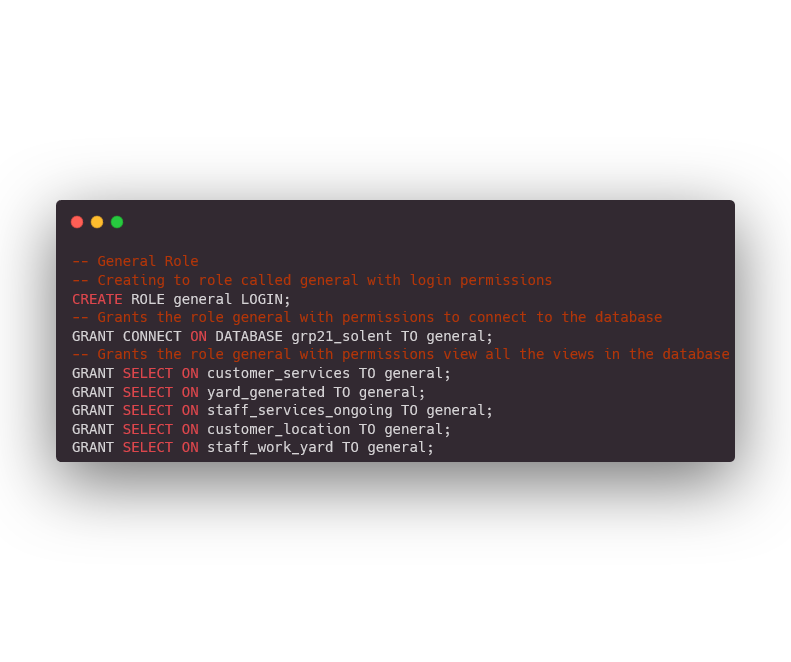 -- General Role
-- Creating to role called general with login permissions
CREATE ROLE general LOGIN;
-- Grants the role general with permissions to connect to the database
GRANT CONNECT ON DATABASE grp21_solent TO general;
-- Grants the role general with permissions view all the views in the database
GRANT SELECT ON customer_services TO general;
GRANT SELECT ON yard_generated TO general;
GRANT SELECT ON staff_services_ongoing TO general;
GRANT SELECT ON customer_location TO general;
GRANT SELECT ON staff_work_yard TO general;